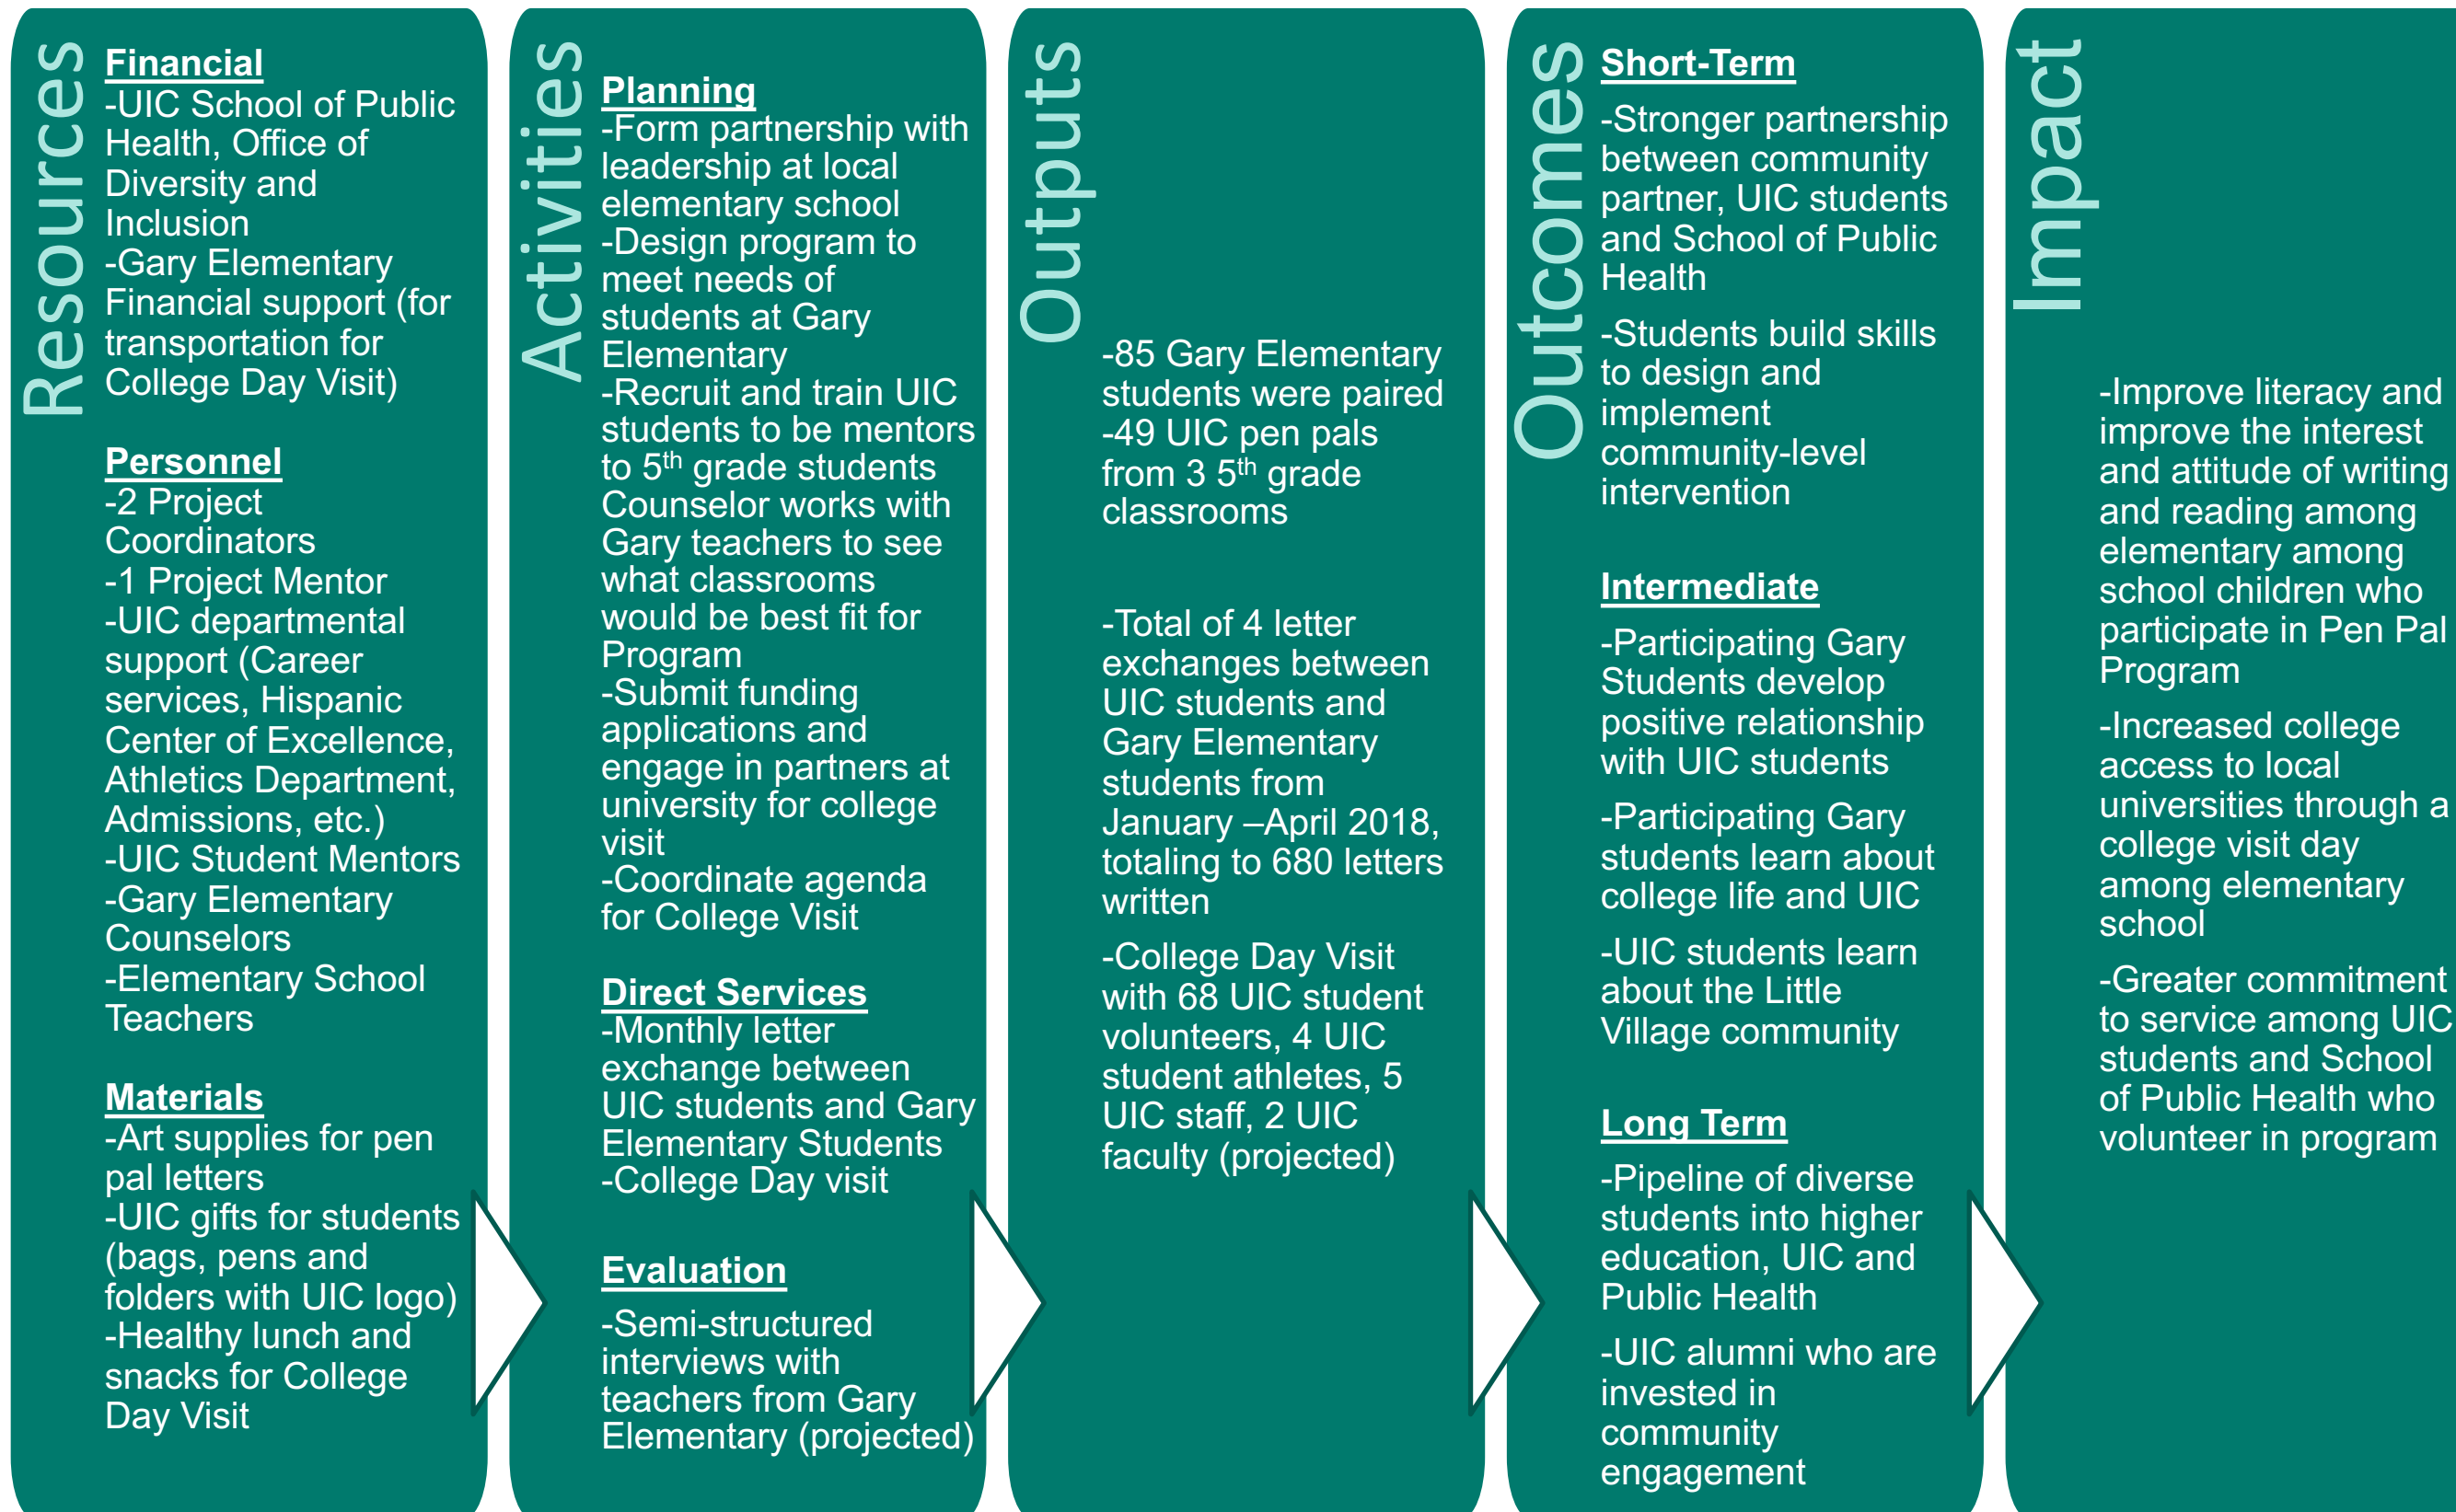 Resources
Financial
-UIC School of Public
Health, Office of
Diversity and
Inclusion
-Gary Elementary
Financial support (for
transportation for
College Day Visit)
Personnel
-2 Project
Coordinators
-1 Project Mentor
-UIC departmental
support (Career
services, Hispanic
Center of Excellence,
Athletics Department,
Admissions, etc.)
-UIC Student Mentors
-Gary Elementary
Counselors
-Elementary School
Teachers
Materials
-Art supplies for pen
pal letters
-UIC gifts for students
(bags, pens and
folders with UIC logo)
-Healthy lunch and
snacks for College
Day Visit
Activities
Planning
-Form partnership with
leadership at local
elementary school
-Design program to
meet needs of
students at Gary
Elementary
-Recruit and train UIC
students to be mentors
to 5th grade students
Counselor works with
Gary teachers to see
what classrooms
would be best fit for
Program
-Submit funding
applications and
engage in partners at
university for college
visit
-Coordinate agenda
for College Visit
Direct Services
-Monthly letter
exchange between
UIC students and Gary
Elementary Students
-College Day visit
Evaluation
-Semi-structured
interviews with
teachers from Gary
Elementary (projected)
Outputs
-85 Gary Elementary
students were paired
-49 UIC pen pals
from 3 5th grade
classrooms
-Total of 4 letter
exchanges between
UIC students and
Gary Elementary
students from
January –April 2018,
totaling to 680 letters
written
-College Day Visit
with 68 UIC student
volunteers, 4 UIC
student athletes, 5
UIC staff, 2 UIC
faculty (projected)
Outcomes
Short-Term
-Stronger partnership
between community
partner, UIC students
and School of Public
Health
-Students build skills
to design and
implement
community-level
intervention
Intermediate
-Participating Gary
Students develop
positive relationship
with UIC students
-Participating Gary
students learn about
college life and UIC
-UIC students learn
about the Little
Village community
Long Term
-Pipeline of diverse
students into higher
education, UIC and
Public Health
-UIC alumni who are
invested in
community
engagement
Impact
-Improve literacy and
improve the interest
and attitude of writing
and reading among
elementary among
school children who
participate in Pen Pal
Program
-Increased college
access to local
universities through a
college visit day
among elementary
school
-Greater commitment
to service among UIC
students and School
of Public Health who
volunteer in program